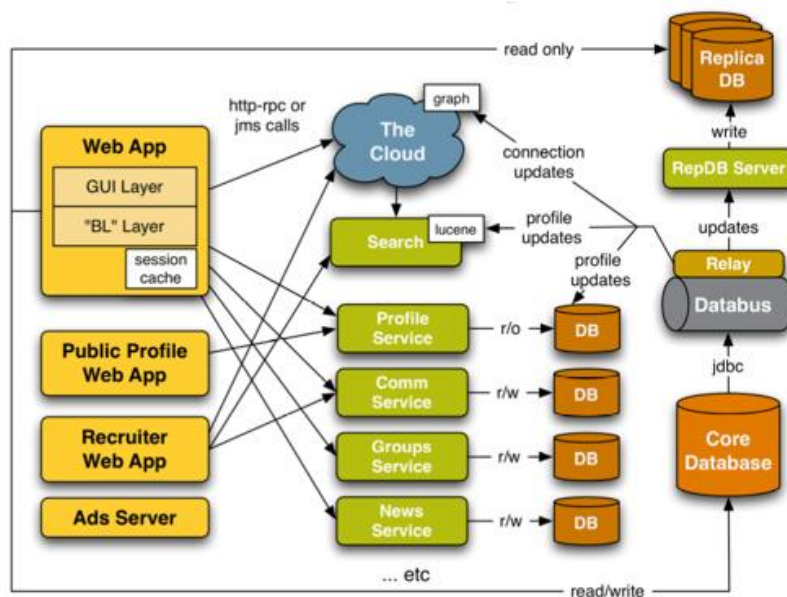 read only
Replica
DB
http-rpc or
jms calls
graph
The
Cloud
write
Web App
connection
updates
RepDB Server
GUI Layer
"BL" Layer
lucene
Search
profile
updates
updates
session
cache
profile
updates
Relay
Databus
Profile
Service
r/o
DB
Public Profile
Web App
jdbc
Comm
Service
r/w
DB
Recruiter
Web App
Core
Database
Groups
Service
r/w
DB
Ads Server
News
Service
r/w
DB
... etc
read/write